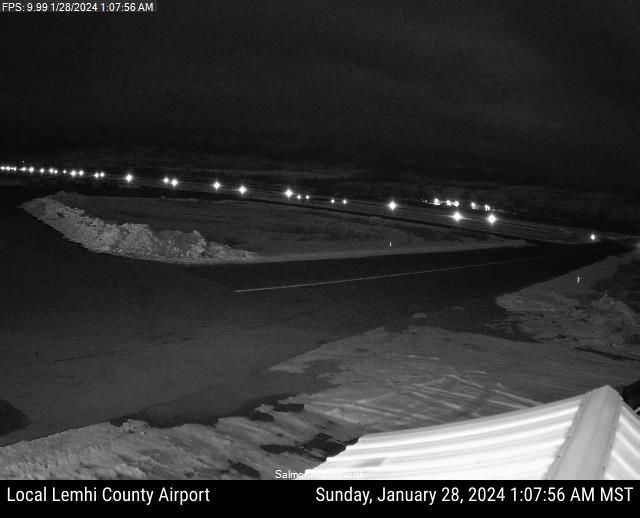 FPS: 9.99 1/28/2024 1:07:56 AM
Local Lemhi County Airport
Sunday, January 28, 2024 1:07:56 AM MST